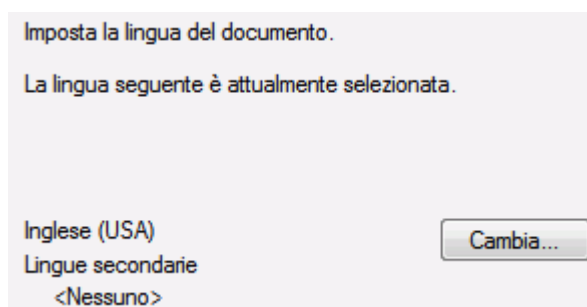 Imposta la lingua del documento.
La lingua seguente è attualmente selezionata.
Inglese (USA)
Cambia...
Lingue secondarie
<Nessuno>